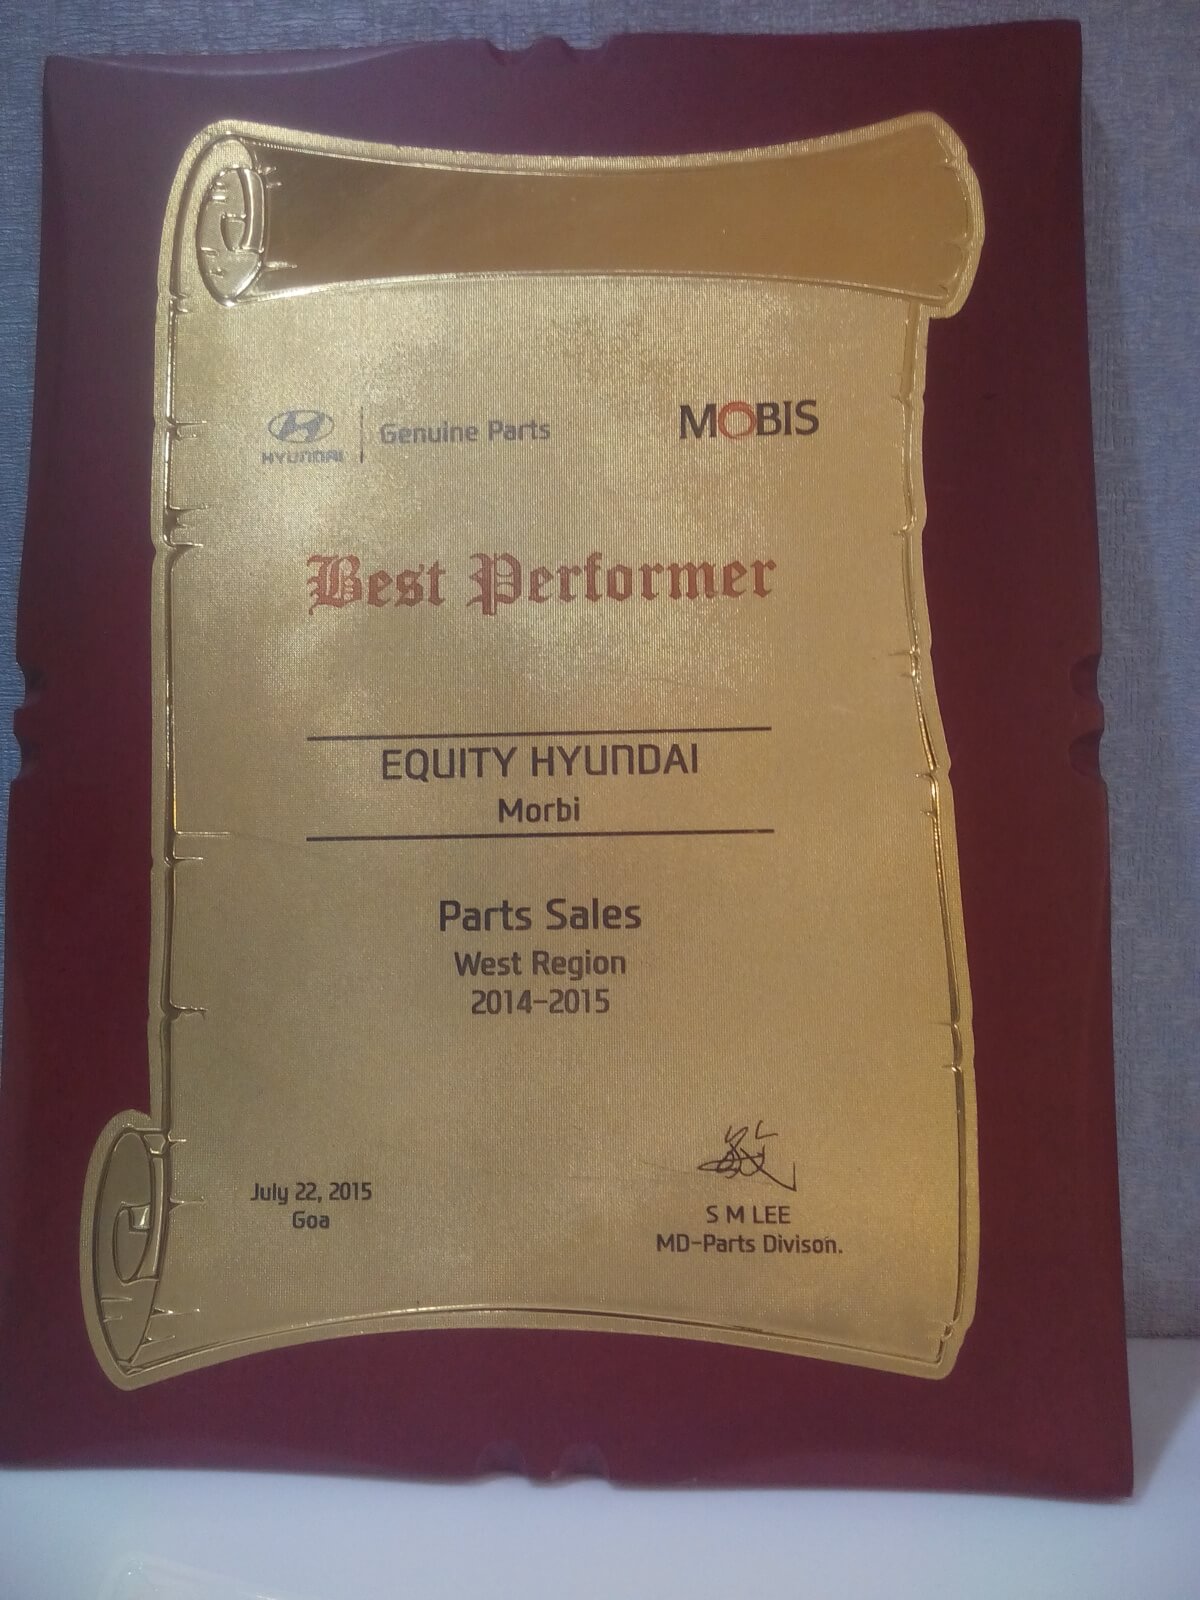 HYUNDAI
Genuine Parts
MOBIS
Best Performer
EQUITY HYUNDAI
Morbi
Parts Sales
West Region
2014-2015
July 22, 2015
Goa
S M LEE
MD-Parts Divison.